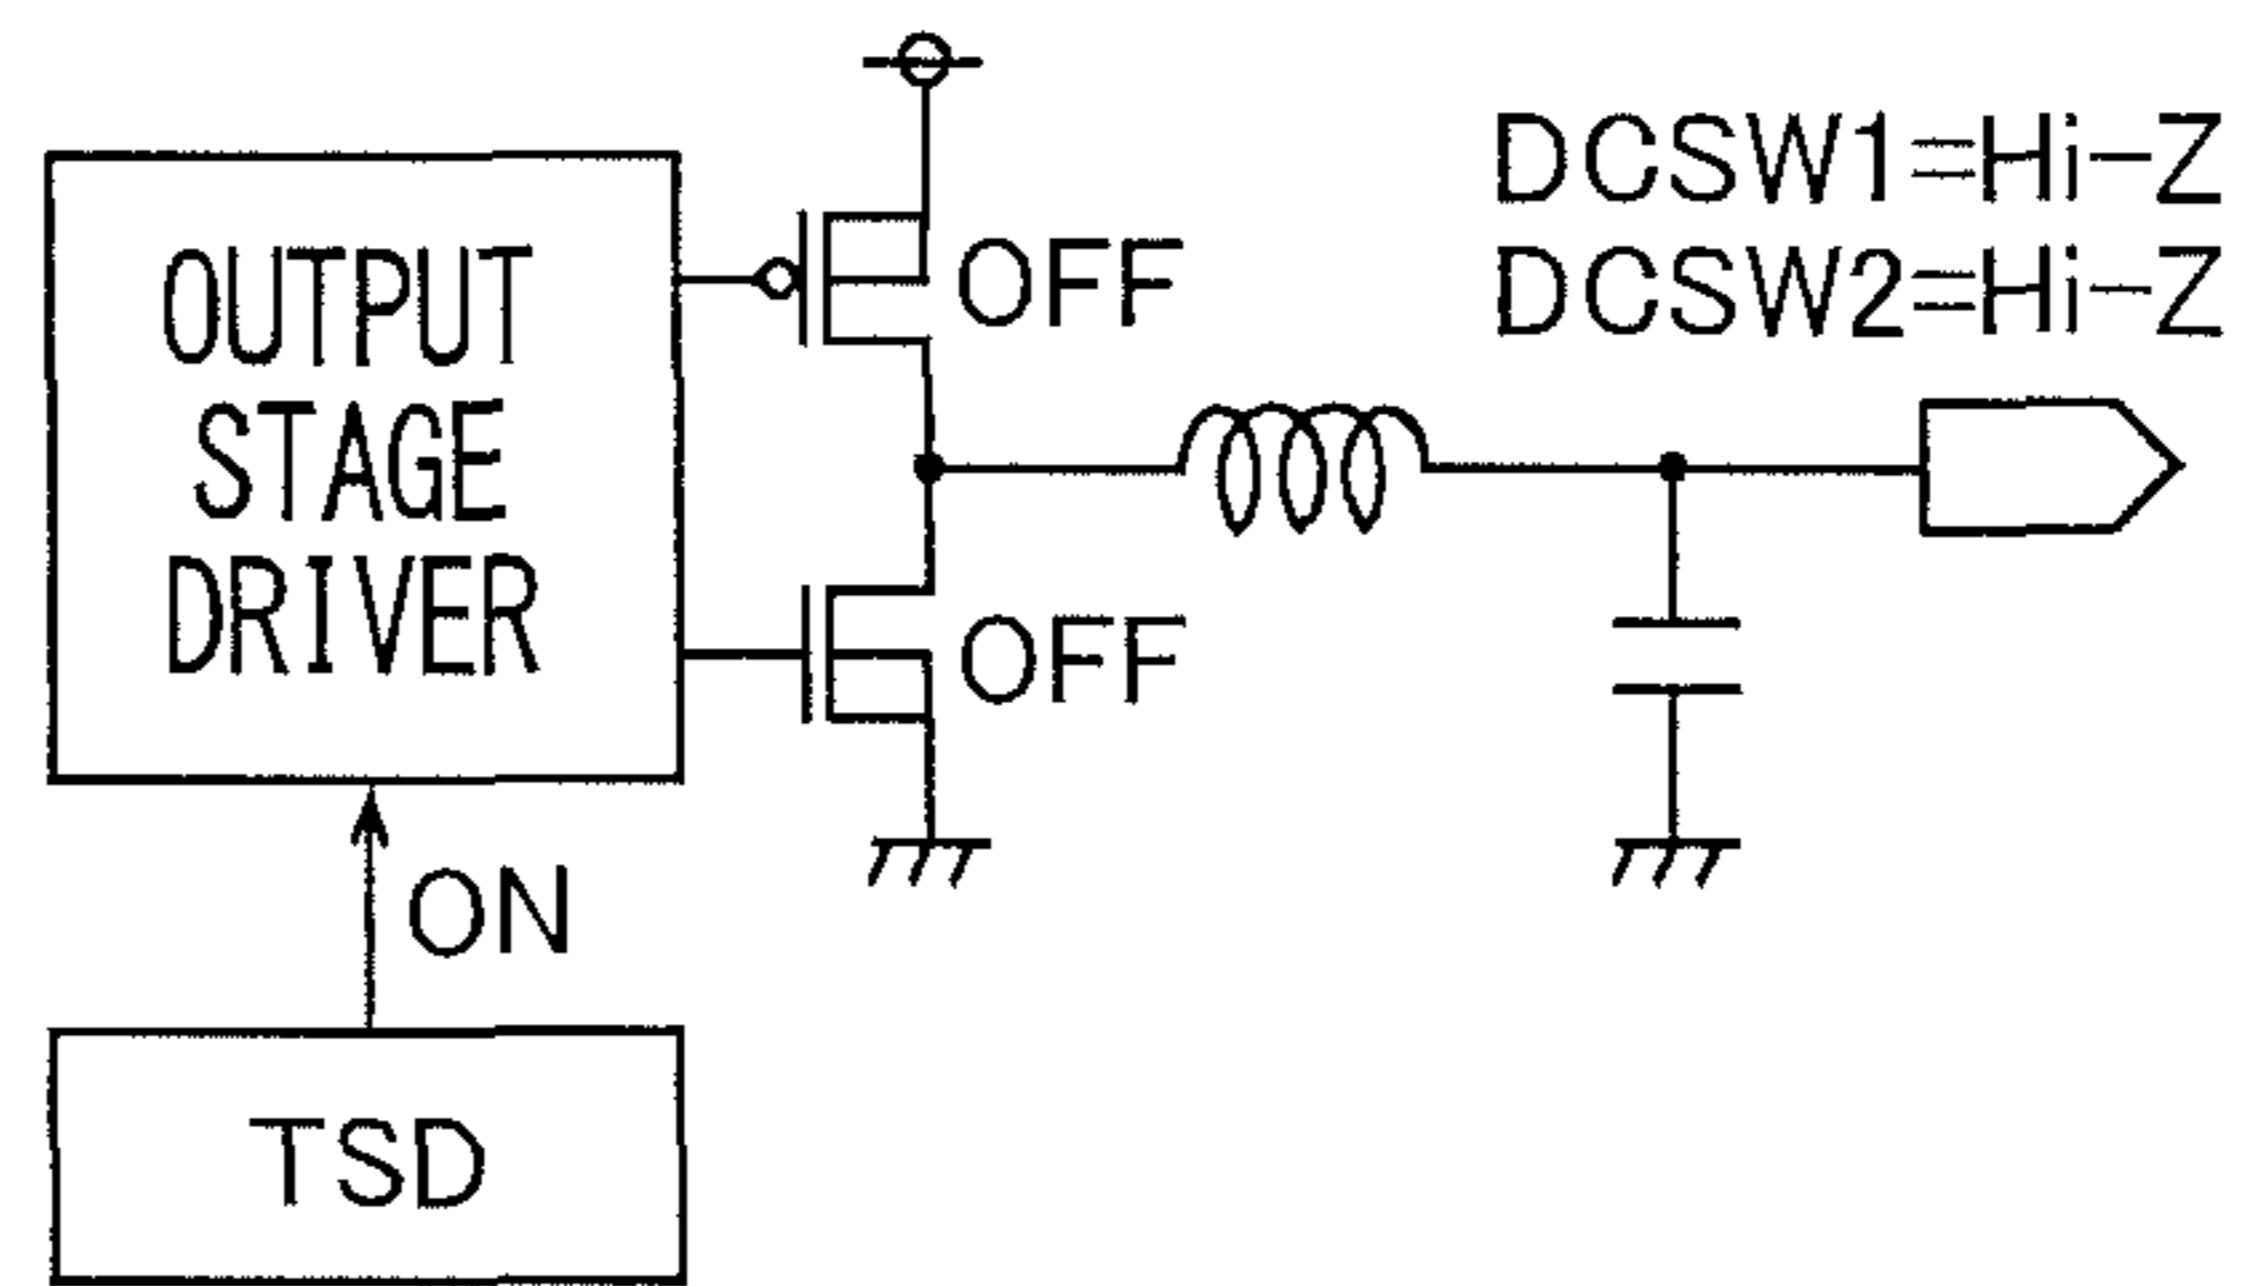 DCSW1=Hi-Z
DCSW2=Hi-Z
OUTPUT
STAGE
DRIVER
OFF
OFF
ON
TSD